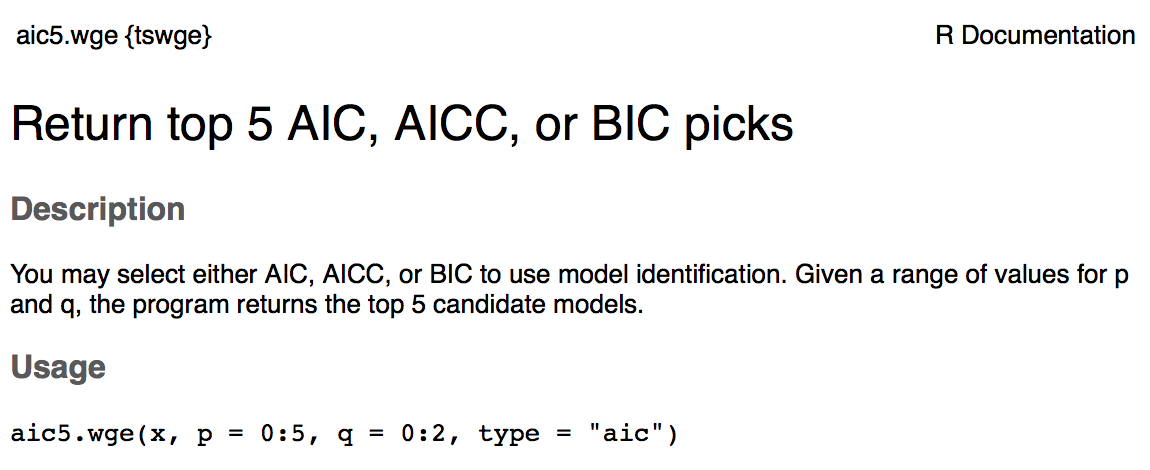 aic5.wge {tswge} R Documentation
Return top 5 AIC, AICC, or BIC picks
Description
You may select either AIC, AICC, or BIC to use model identification. Given a range of values for p
and q, the program returns the top 5 candidate models.
Usage
aic5.wge(x, p = 0:5, q = 0:2, type = "aic")